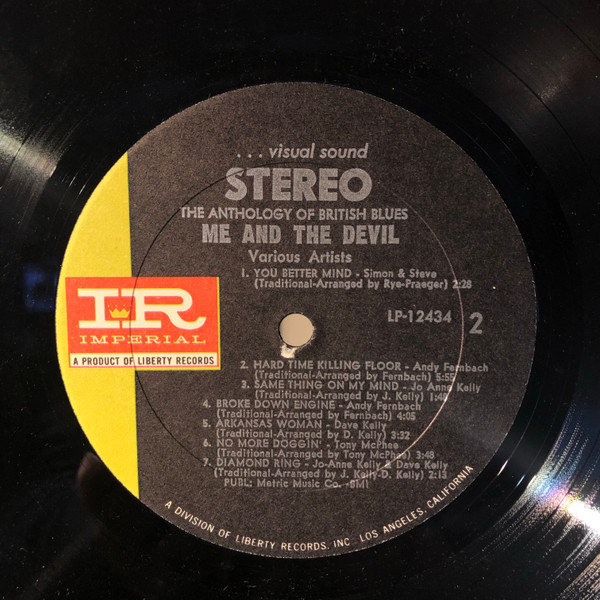 . . . visual sound
STEREO
THE ANTHOLOGY OF BRITISH BLUES
ME AND THE DEVIL
Various Artists
1. YOU BETTER MIND - Simon & Steve
(Traditional-Arranged by Rye-Praeger) 2:28
LP-12434 2
IR
IMPERIAL
A PRODUCT OF LIBERTY RECORDS
2. HARD TIME KILLING FLOOR - Andy Fernbach
(Traditional-Arranged by Fernbach) 5:55
3. SAME THING ON MY MIND - Jo Anne Kelly
(Traditional-Arranged by J. Kelly) 1:48
4. BROKE DOWN ENGINE - Andy Fernbach
(Traditional-Arranged by Fernbach) 4:05
5. ARKANSAS WOMAN - Dave Kelly
(Traditional-Arranged by D. Kelly) 3:32
6. NO MORE DOGGIN' - Tony McPhee
(Traditional-Arranged by Tony McPhee) 3:48
7. DIAMOND RING - Jo-Anne Kelly & Dave Kelly
(Traditional-Arranged by J. Kelly-D. Kelly) 2:13
PUBL: Metric Music Co. -BMI
A DIVISION OF LIBERTY RECORDS, INC. LOS ANGELES, CALIFORNIA